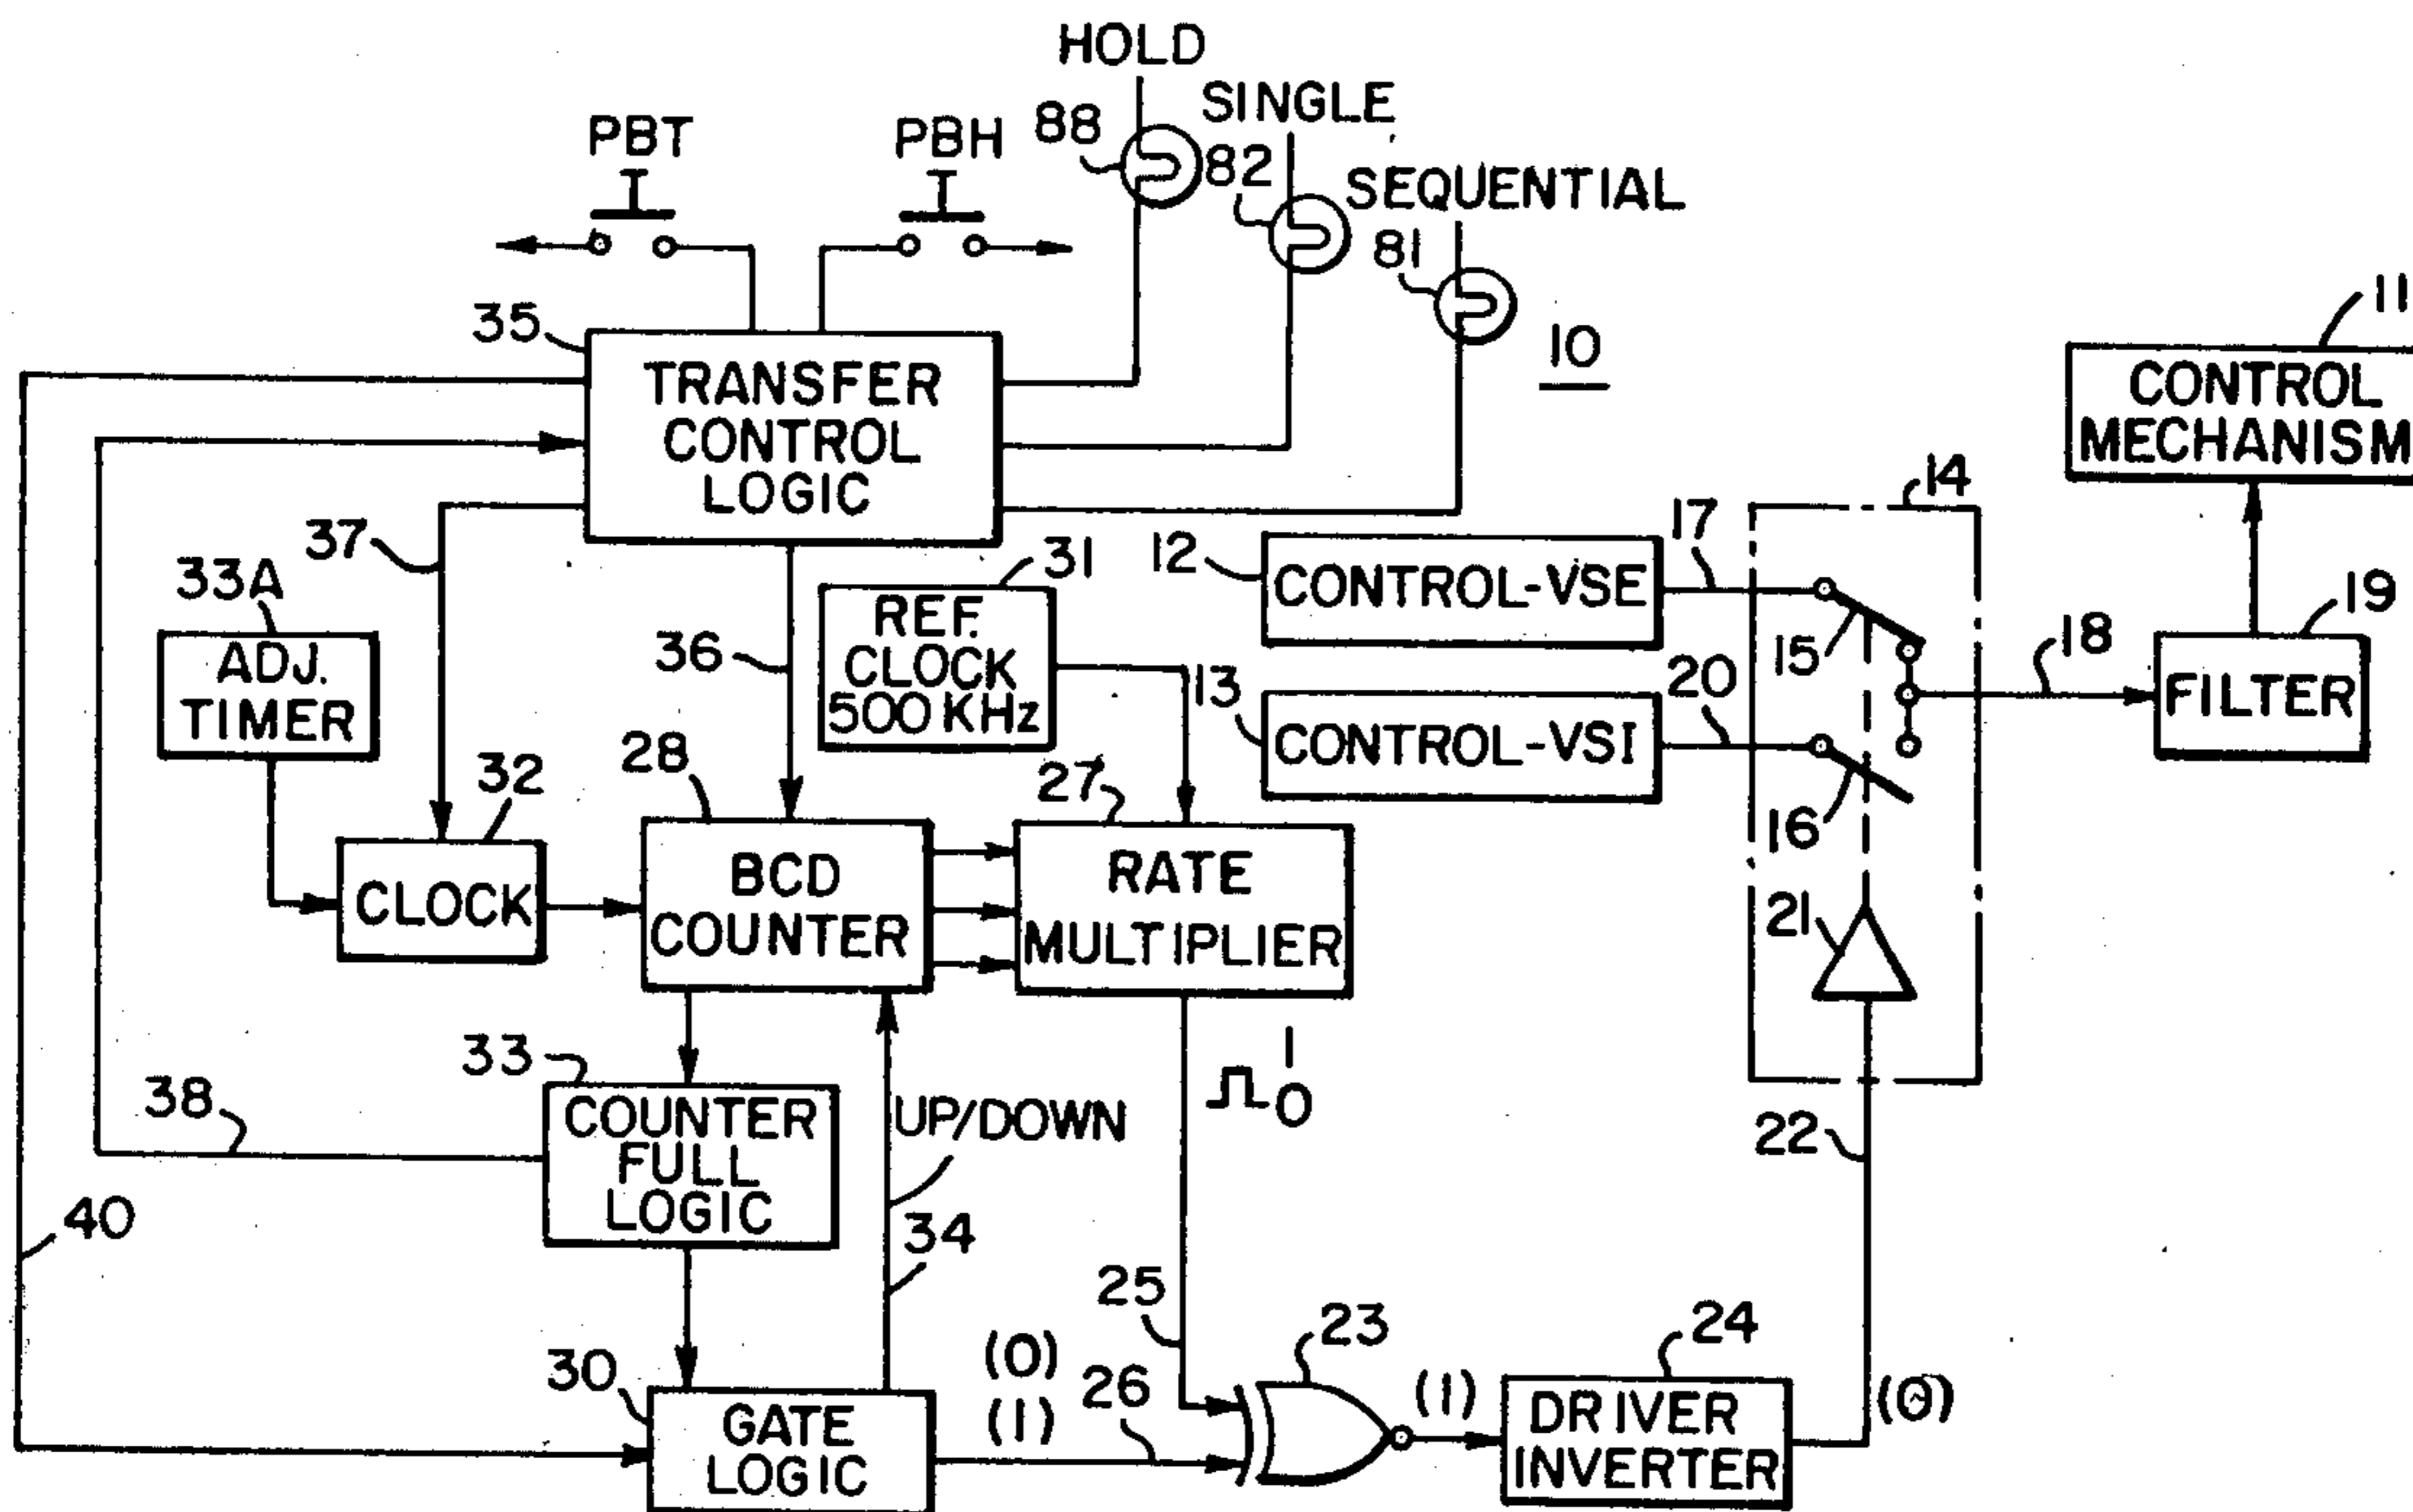 HOLD
SINGLE
88
PBT
PBH
82
SEQUENTIAL
81
11
35
10
TRANSFER
CONTROL
LOGIC
CONTROL
MECHANISM
14
17
37
31
12
CONTROL-VSE
19
33A
REF.
CLOCK
500 KHz
36
15
18
ADJ.
TIMER
13
20
FILTER
28
CONTROL-VSI
32
27
16
CLOCK
BCD
COUNTER
RATE
MULTIPLIER
21
33
1
0
38
COUNTER
FULL
LOGIC
UP/DOWN
22
40
34
25
23
24
30
(0)
(1)
26
(1)
(0)
GATE
LOGIC
DRIVER
INVERTER